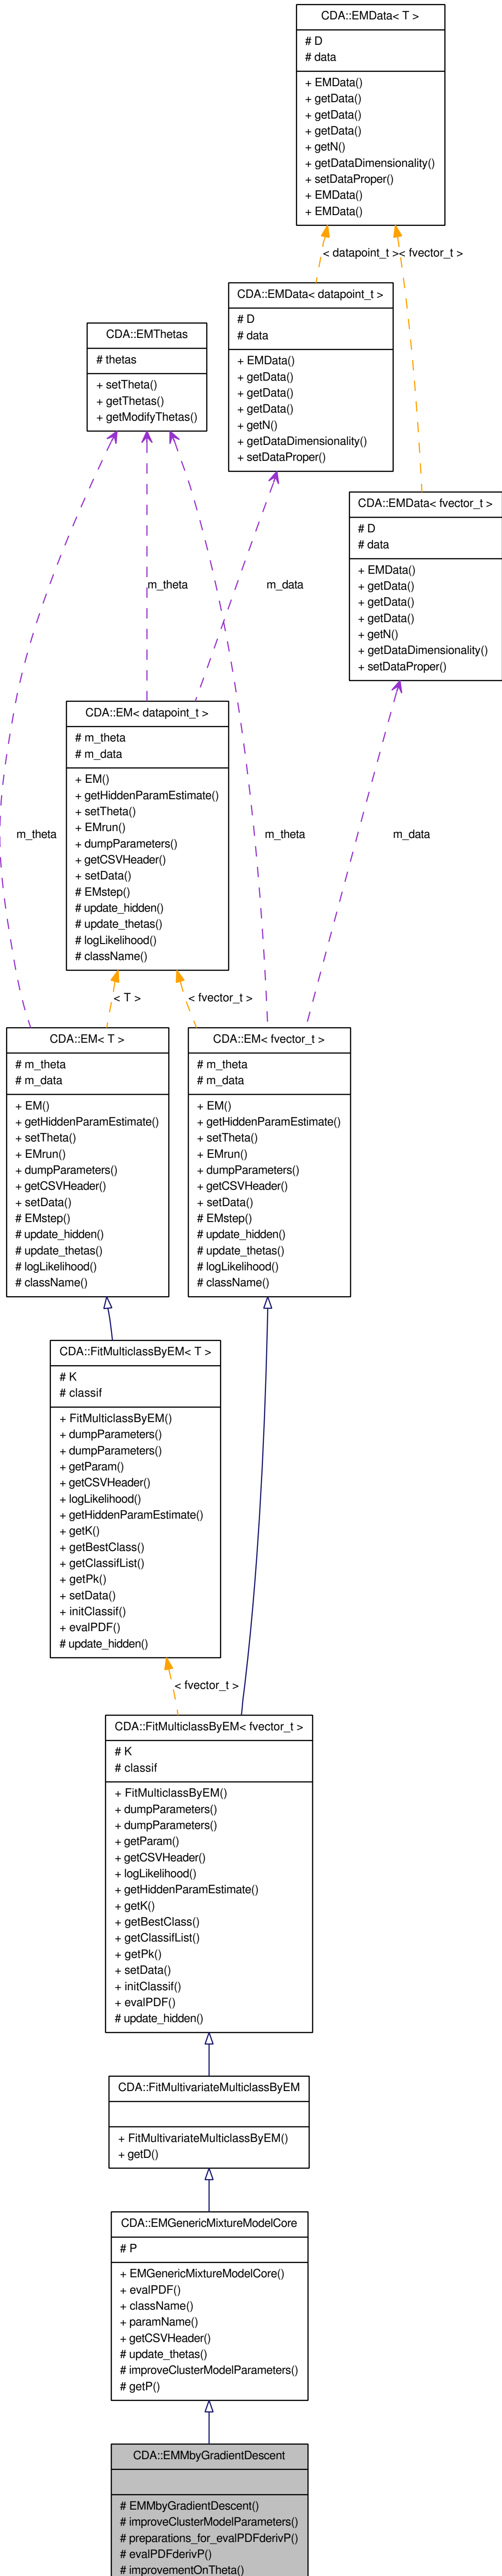 CDA::EMData< T >
# D
# data
+ EMData()
+ getData()
+ getData()
+ getData()
+ getN()
+ getDataDimensionality()
+ setDataProper()
+ EMData()
+ EMData()
< datapoint_t >
< fvector_t >
CDA::EMData< datapoint_t >
# D
# data
+ EMData()
+ getData()
+ getData()
+ getData()
+ getN()
+ getDataDimensionality()
+ setDataProper()
CDA::EMThetas
# thetas
+ setTheta()
+ getThetas()
+ getModifyThetas()
CDA::EMData< fvector_t >
# D
# data
+ EMData()
+ getData()
+ getData()
+ getData()
+ getN()
+ getDataDimensionality()
+ setDataProper()
m_theta
m_data
CDA::EM< datapoint_t >
# m_theta
# m_data
+ EM()
+ getHiddenParamEstimate()
+ setTheta()
+ EMrun()
+ dumpParameters()
+ getCSVHeader()
+ setData()
# EMstep()
# update_hidden()
# update_thetas()
# logLikelihood()
# className()
m_theta
m_theta
m_data
< T >
< fvector_t >
CDA::EM< T >
# m_theta
# m_data
+ EM()
+ getHiddenParamEstimate()
+ setTheta()
+ EMrun()
+ dumpParameters()
+ getCSVHeader()
+ setData()
# EMstep()
# update_hidden()
# update_thetas()
# logLikelihood()
# className()
CDA::EM< fvector_t >
# m_theta
# m_data
+ EM()
+ getHiddenParamEstimate()
+ setTheta()
+ EMrun()
+ dumpParameters()
+ getCSVHeader()
+ setData()
# EMstep()
# update_hidden()
# update_thetas()
# logLikelihood()
# className()
CDA::FitMulticlassByEM< T >
# K
# classif
+ FitMulticlassByEM()
+ dumpParameters()
+ dumpParameters()
+ getParam()
+ getCSVHeader()
+ logLikelihood()
+ getHiddenParamEstimate()
+ getK()
+ getBestClass()
+ getClassifList()
+ getPk()
+ setData()
+ initClassif()
+ evalPDF()
# update_hidden()
< fvector_t >
CDA::FitMulticlassByEM< fvector_t >
# K
# classif
+ FitMulticlassByEM()
+ dumpParameters()
+ dumpParameters()
+ getParam()
+ getCSVHeader()
+ logLikelihood()
+ getHiddenParamEstimate()
+ getK()
+ getBestClass()
+ getClassifList()
+ getPk()
+ setData()
+ initClassif()
+ evalPDF()
# update_hidden()
CDA::FitMultivariateMulticlassByEM
+ FitMultivariateMulticlassByEM()
+ getD()
CDA::EMGenericMixtureModelCore
# P
+ EMGenericMixtureModelCore()
+ evalPDF()
+ className()
+ paramName()
+ getCSVHeader()
# update_thetas()
# improveClusterModelParameters()
# getP()
CDA::EMMbyGradientDescent
# EMMbyGradientDescent()
# improveClusterModelParameters()
# preparations_for_evalPDFderivP()
# evalPDFderivP()
# improvementOnTheta()